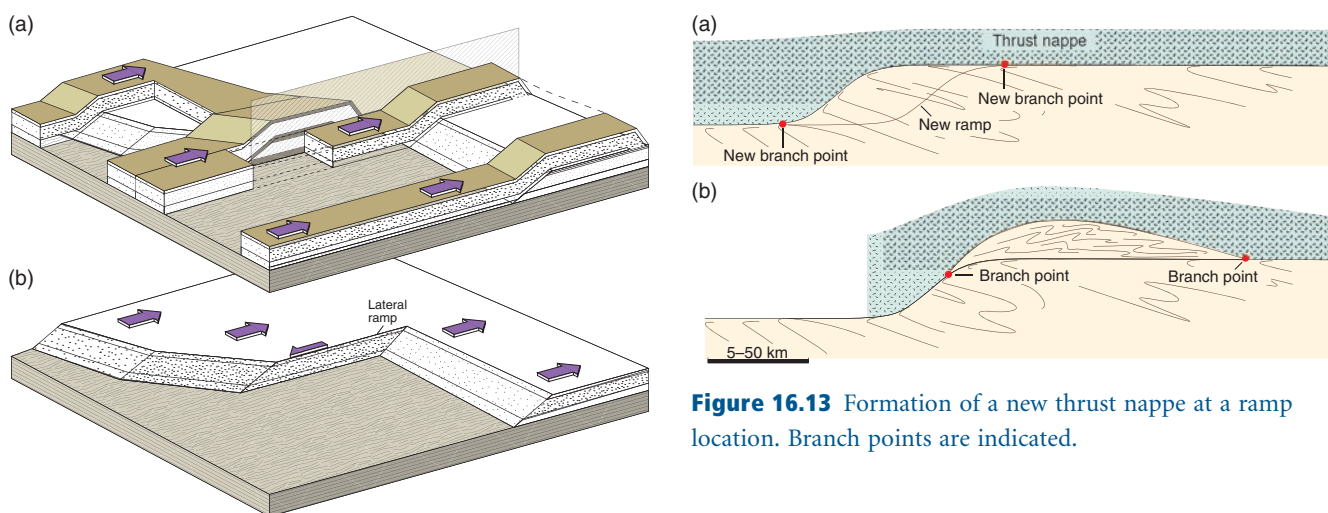 (a)
(b)
Lateral
ramp
(a)
Thrust nappe
New branch point
New ramp
New branch point
(b)
Branch point
Branch point
5–50 km
Figure 16.13 Formation of a new thrust nappe at a ramp
location. Branch points are indicated.